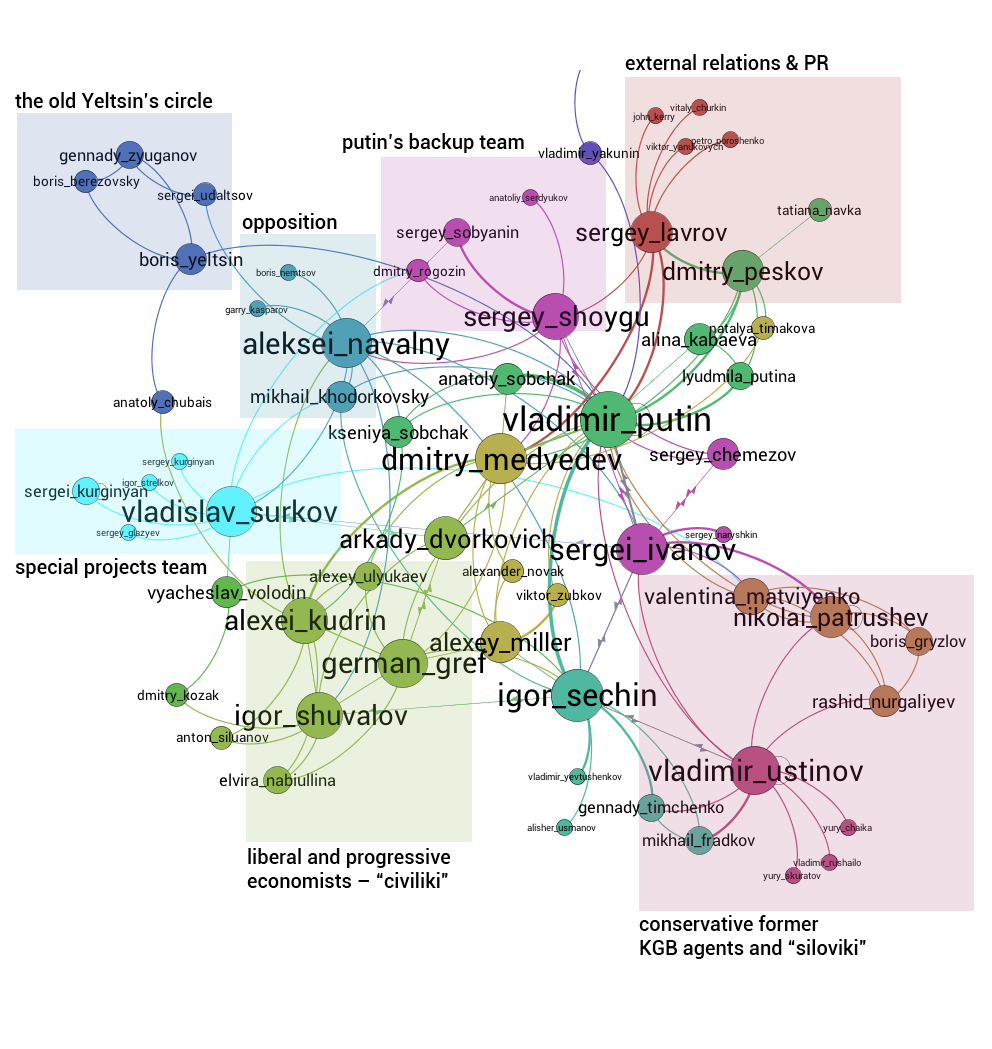 external relations & PR
the old Yeltsin's circle
vitaly_churkin
john_kerry
putin's backup team
petro_poroshenko
viktor_yanukovych
gennady_zyuganov
vladimir_yakunin
boris_berezovsky
sergei_udaltsov
anatoliy_serdyukov
tatiana_navka
opposition
sergey_sobyanin
sergey_lavrov
boris_yeltsin
boris_nemtsov
dmitry_rogozin
dmitry_peskov
garry_kasparov
sergey_shoygu
natalya_timakova
aleksei_navalny
alina_kabaeva
anatoly_sobchak
lyudmila_putina
mikhail_khodorkovsky
anatoly_chubais
vladimir_putin
kseniya_sobchak
dmitry_medvedev
sergey_chemezov
sergey_kurginyan
igor_strelkov
sergei_kurginyan
vladislav_surkov
sergey_glazyev
arkady_dvorkovich
sergey_naryshkin
sergei_ivanov
special projects team
alexey_ulyukaev
alexander_novak
vyacheslav_volodin
viktor_zubkov
valentina_matviyenko
alexei_kudrin
nikolai_patrushev
alexey_miller
boris_gryzlov
german_gref
dmitry_kozak
igor_sechin
rashid_nurgaliyev
igor_shuvalov
anton_siluanov
vladimir_ustinov
elvira_nabiullina
vladimir_yevtushenkov
gennady_timchenko
alisher_usmanov
yury_chaika
mikhail_fradkov
liberal and progressive
economists – “civiliki”
vladimir_rushailo
yury_skuratov
conservative former
KGB agents and “siloviki”